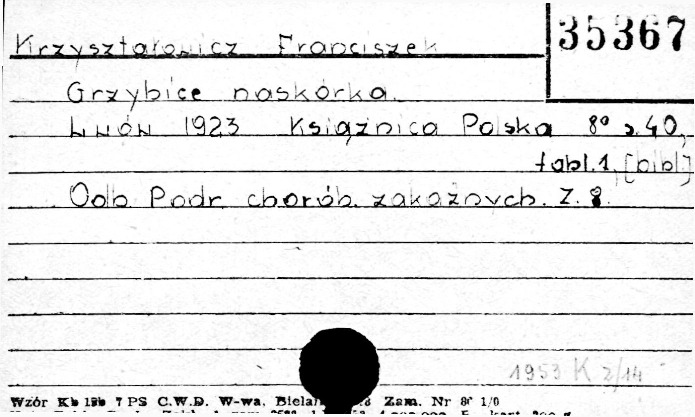 35367
Krzyształowicz Franciszek
Grzybice naskórka.
Lwów 1923 Książnica Polska 8° s. 40,
tabl. 1, [bibl.]
Odb. Podr. chorób. zakaźnych. Z. 8.
1953 K 2/14
Wzór Kb 7 PS C.W.D. W-wa, Zam. Nr